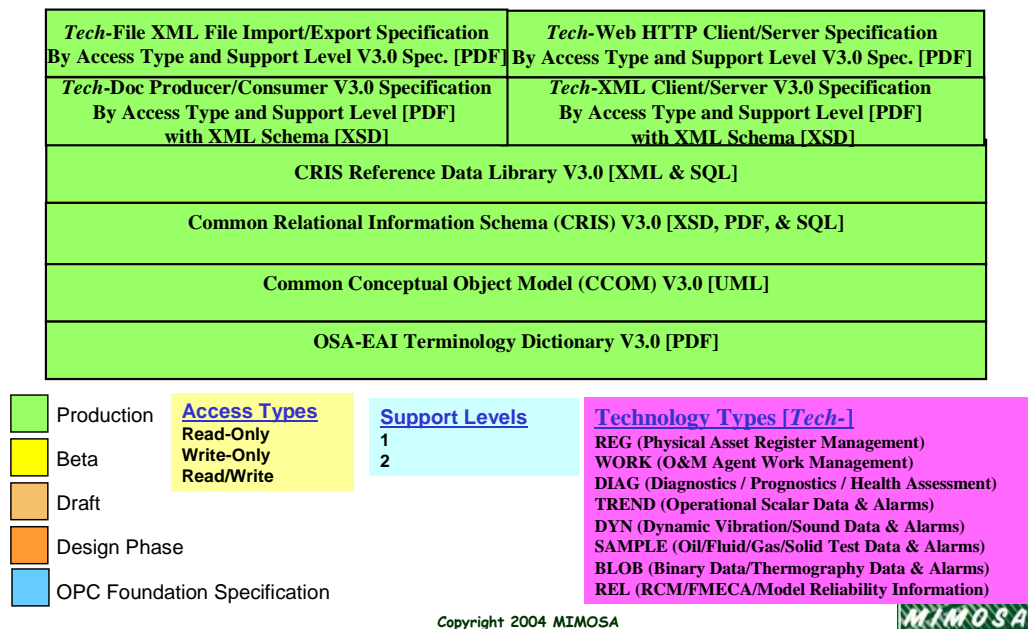 Tech-File XML File Import/Export Specification
By Access Type and Support Level V3.0 Spec. [PDF]
Tech-Web HTTP Client/Server Specification
By Access Type and Support Level V3.0 Spec. [PDF]
Tech-Doc Producer/Consumer V3.0 Specification
By Access Type and Support Level [PDF]
with XML Schema [XSD]
Tech-XML Client/Server V3.0 Specification
By Access Type and Support Level [PDF]
with XML Schema [XSD]
CRIS Reference Data Library V3.0 [XML & SQL]
Common Relational Information Schema (CRIS) V3.0 [XSD, PDF, & SQL]
Common Conceptual Object Model (CCOM) V3.0 [UML]
OSA-EAI Terminology Dictionary V3.0 [PDF]
Production
Beta
Draft
Design Phase
OPC Foundation Specification
Access Types
Read-Only
Write-Only
Read/Write
Support Levels
1
2
Technology Types [Tech-]
REG (Physical Asset Register Management)
WORK (O&M Agent Work Management)
DIAG (Diagnostics / Prognostics / Health Assessment)
TREND (Operational Scalar Data & Alarms)
DYN (Dynamic Vibration/Sound Data & Alarms)
SAMPLE (Oil/Fluid/Gas/Solid Test Data & Alarms)
BLOB (Binary Data/Thermography Data & Alarms)
REL (RCM/FMECA/Model Reliability Information)
Copyright 2004 MIMOSA
MIMOSA